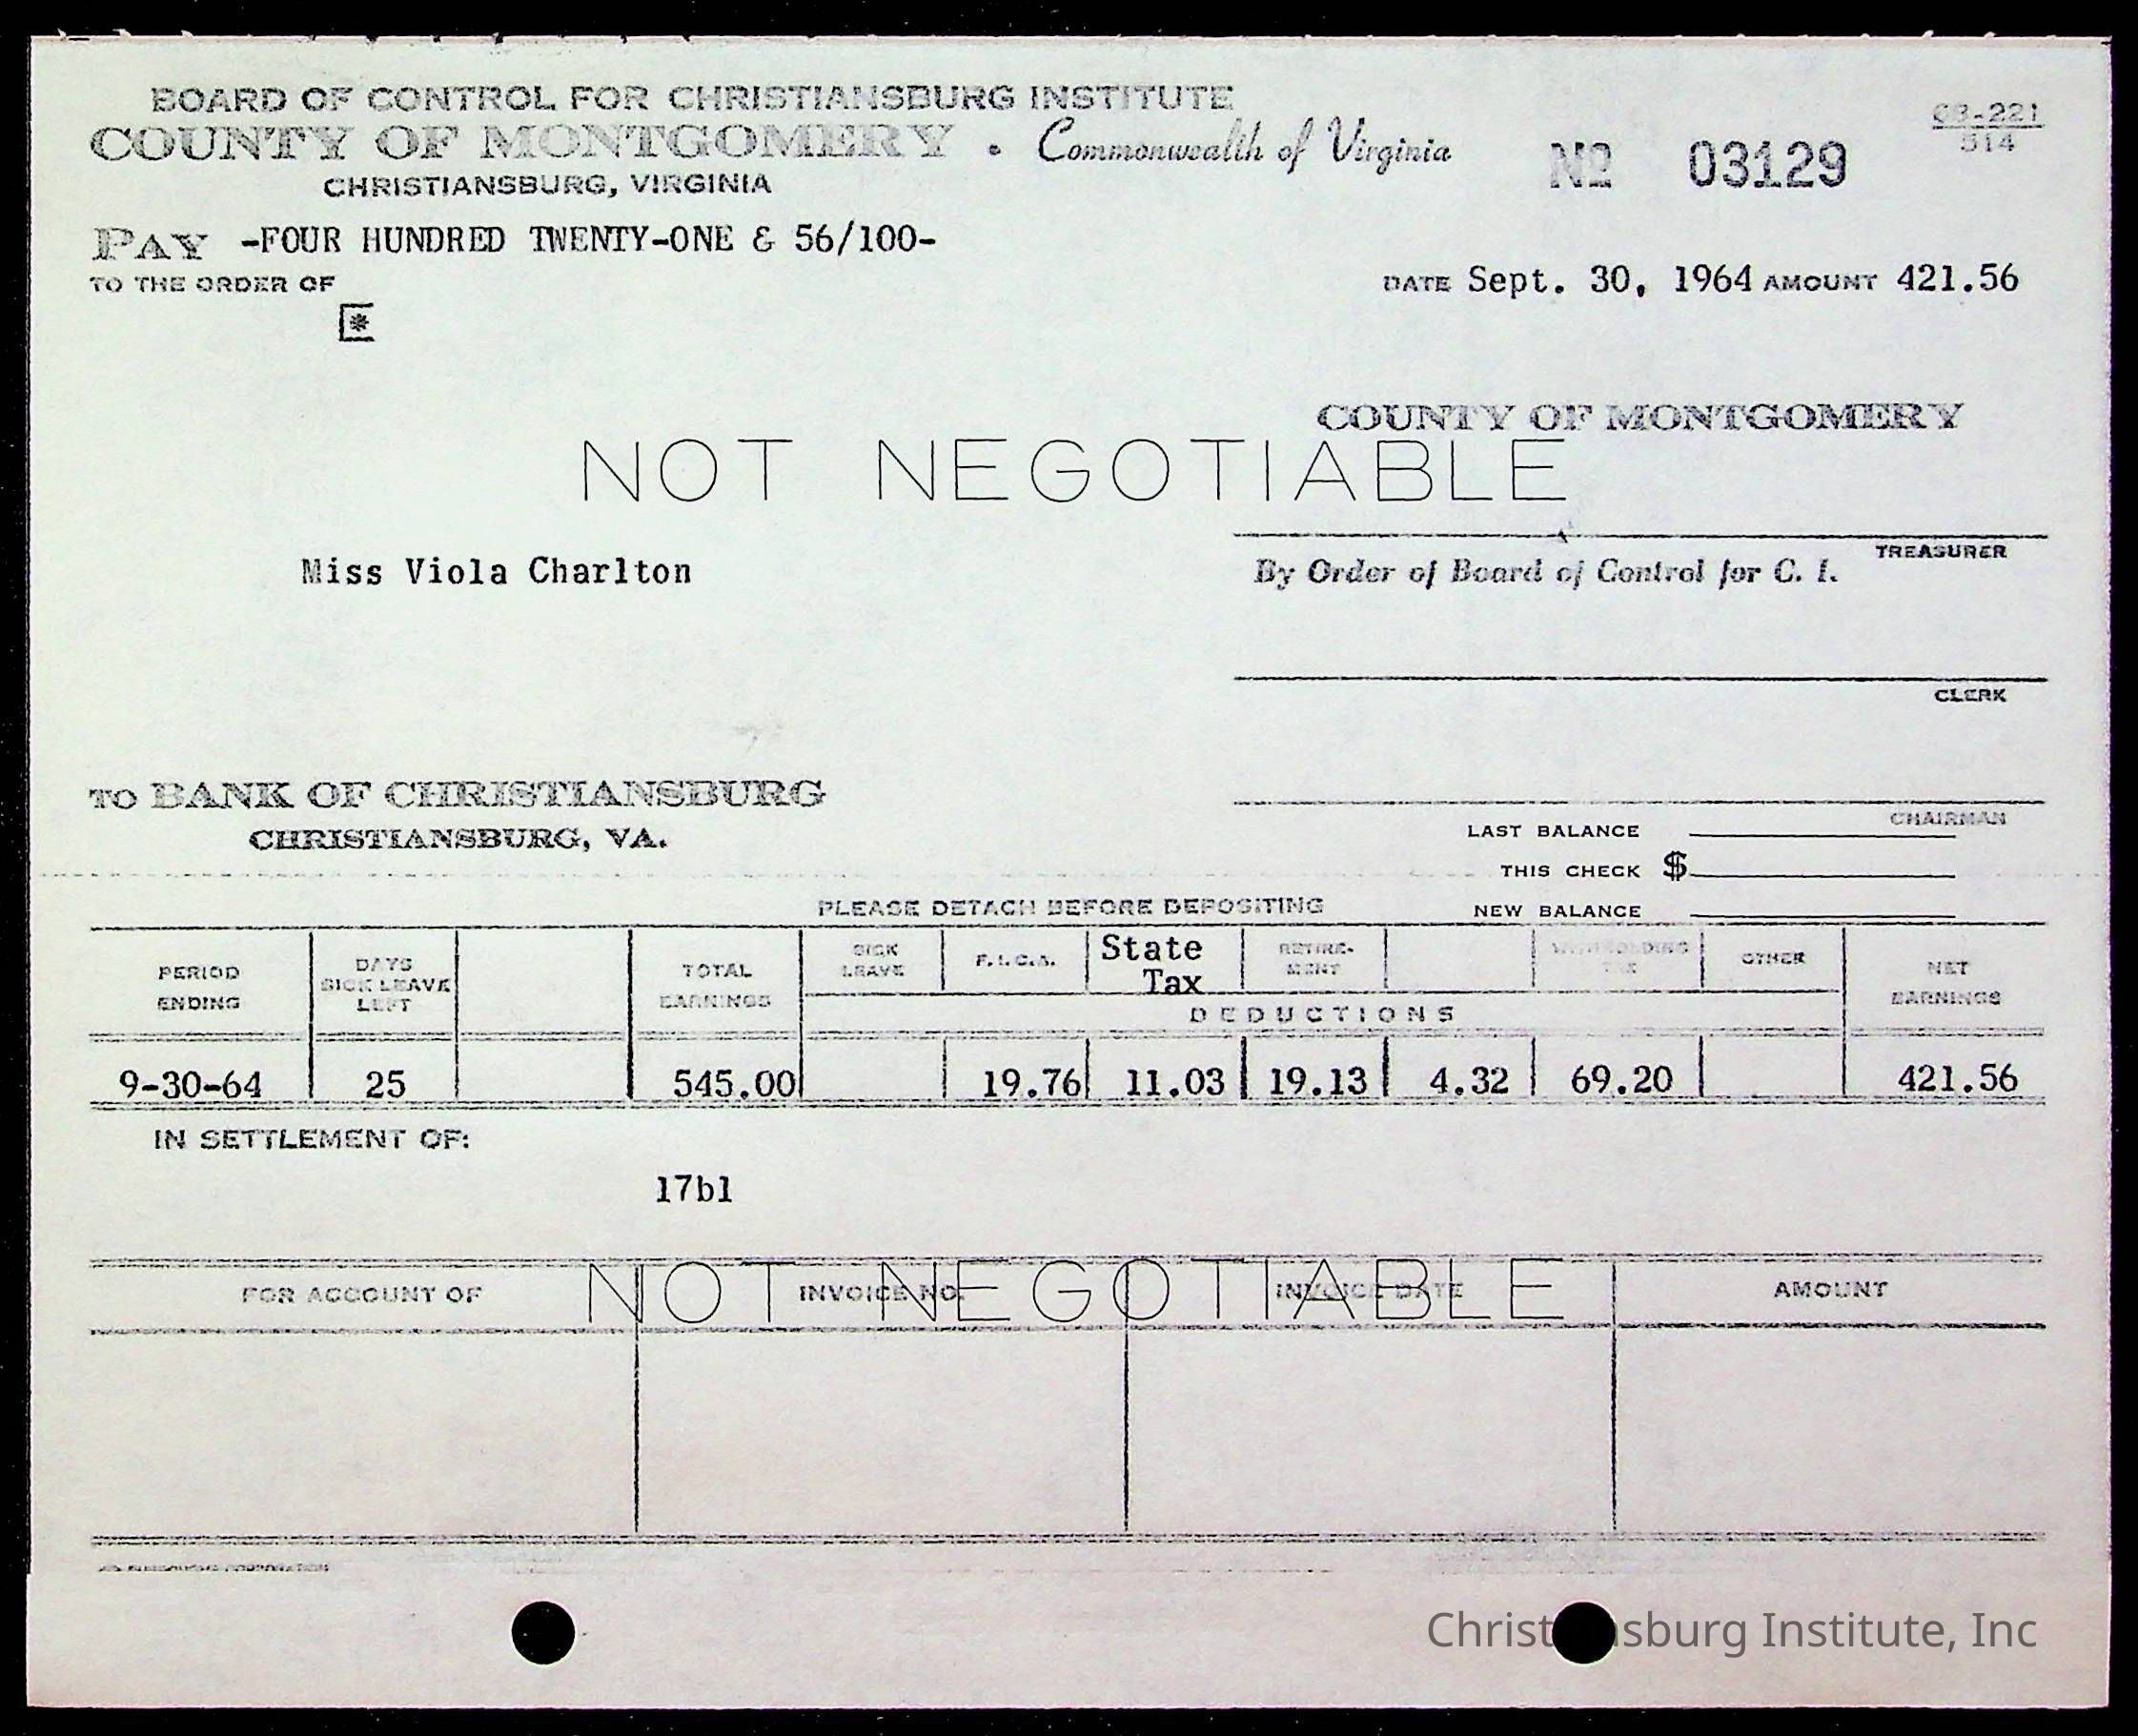 BOARD OF CONTROL FOR CHRISTIANSBURG INSTITUTE
COUNTY OF MONTGOMERY . Commonwealth of Virginia
CHRISTIANSBURG, VIRGINIA
No 03129
68-221
514
PAY -FOUR HUNDRED TWENTY-ONE & 56/100-
TO THE ORDER OF
DATE Sept. 30, 1964 AMOUNT 421.56
*
COUNTY OF MONTGOMERY
NOT NEGOTIABLE
TREASURER
Miss Viola Charlton
By Order of Board of Control for C. I.
CLERK
TO BANK OF CHRISTIANSBURG
CHRISTIANSBURG, VA.
CHAIRMAN
LAST BALANCE
THIS CHECK $
NEW BALANCE
PLEASE DETACH BEFORE DEPOSITING
PERIOD ENDING
DAYS SICK LEAVE LEFT
TOTAL EARNINGS
SICK LEAVE
F.I.C.A.
State Tax
RETIREMENT
WITHHOLDING TAX
OTHER
NET EARNINGS
DEDUCTIONS
9-30-64 25 545.00 19.76 11.03 19.13 4.32 69.20 421.56
IN SETTLEMENT OF:
17b1
FOR ACCOUNT OF INVOICE NO. INVOICE DATE AMOUNT
NOT NEGOTIABLE
Christ sburg Institute, Inc